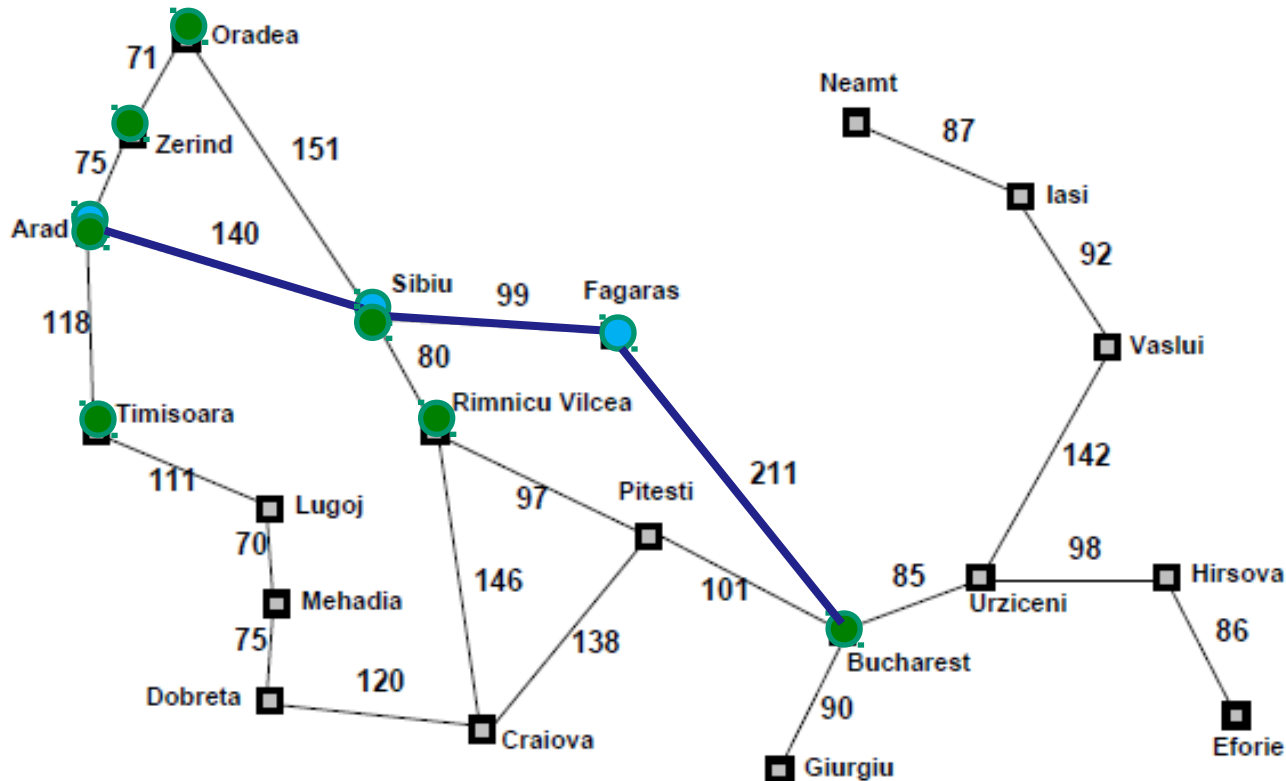 Oradea
71
Neamt
87
Zerind
151
75
Iasi
Arad
140
92
Sibiu
99
Fagaras
118
80
Vaslui
Timisoara
Rimnicu Vilcea
142
111
97
Pitesti
211
Lugoj
70
98
146
101
85
Hirsova
Mehadia
Urziceni
75
138
86
Bucharest
120
Dobreta
90
Craiova
Eforie
Giurgiu